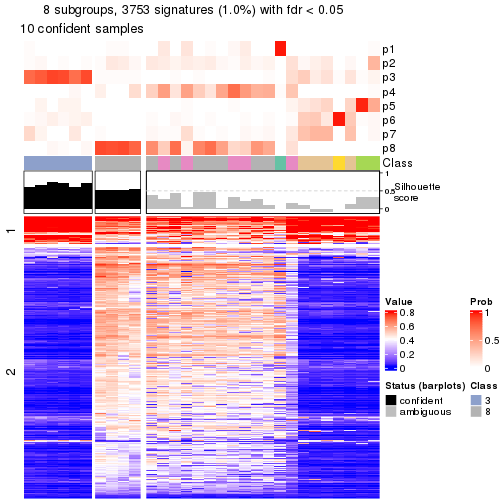 8 subgroups, 3753 signatures (1.0%) with fdr < 0.05
10 confident samples
p1
p2
p3
p4
p5
p6
p7
p8
Class
1
0.5
0
Silhouette
score
1
2
Value
0.8
0.6
0.4
0.2
0
Prob
1
0.5
0
Status (barplots)
confident
ambiguous
Class
3
8